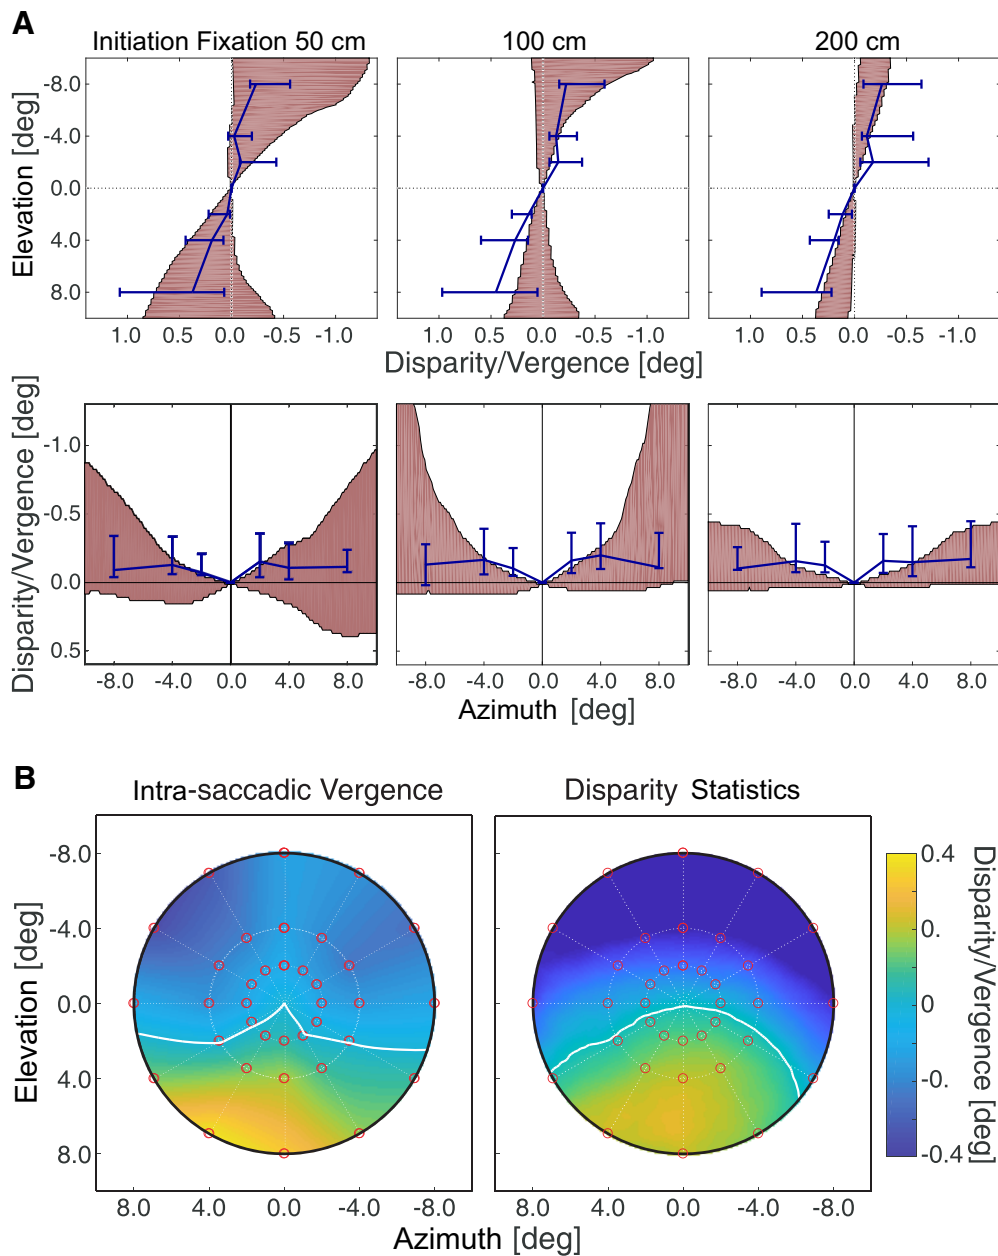 A
Initiation Fixation 50 cm 100 cm 200 cm
Elevation [deg]
-8.0
-4.0
0.0
4.0
8.0
1.0 0.5 0.0 -0.5 -1.0 1.0 0.5 0.0 -0.5 -1.0 1.0 0.5 0.0 -0.5 -1.0
Disparity/Vergence [deg]
Disparity/Vergence [deg]
-1.0
-0.5
0.0
0.5
-8.0 -4.0 0.0 4.0 8.0 -8.0 -4.0 0.0 4.0 8.0 -8.0 -4.0 0.0 4.0 8.0
Azimuth [deg]
B
Intra-saccadic Vergence Disparity Statistics
Elevation [deg]
-8.0
-4.0
0.0
4.0
8.0
8.0 4.0 0.0 -4.0 -8.0 8.0 4.0 0.0 -4.0 -8.0
Azimuth [deg]
0.4
0.
0
-0.
-0.4
Disparity/Vergence [deg]